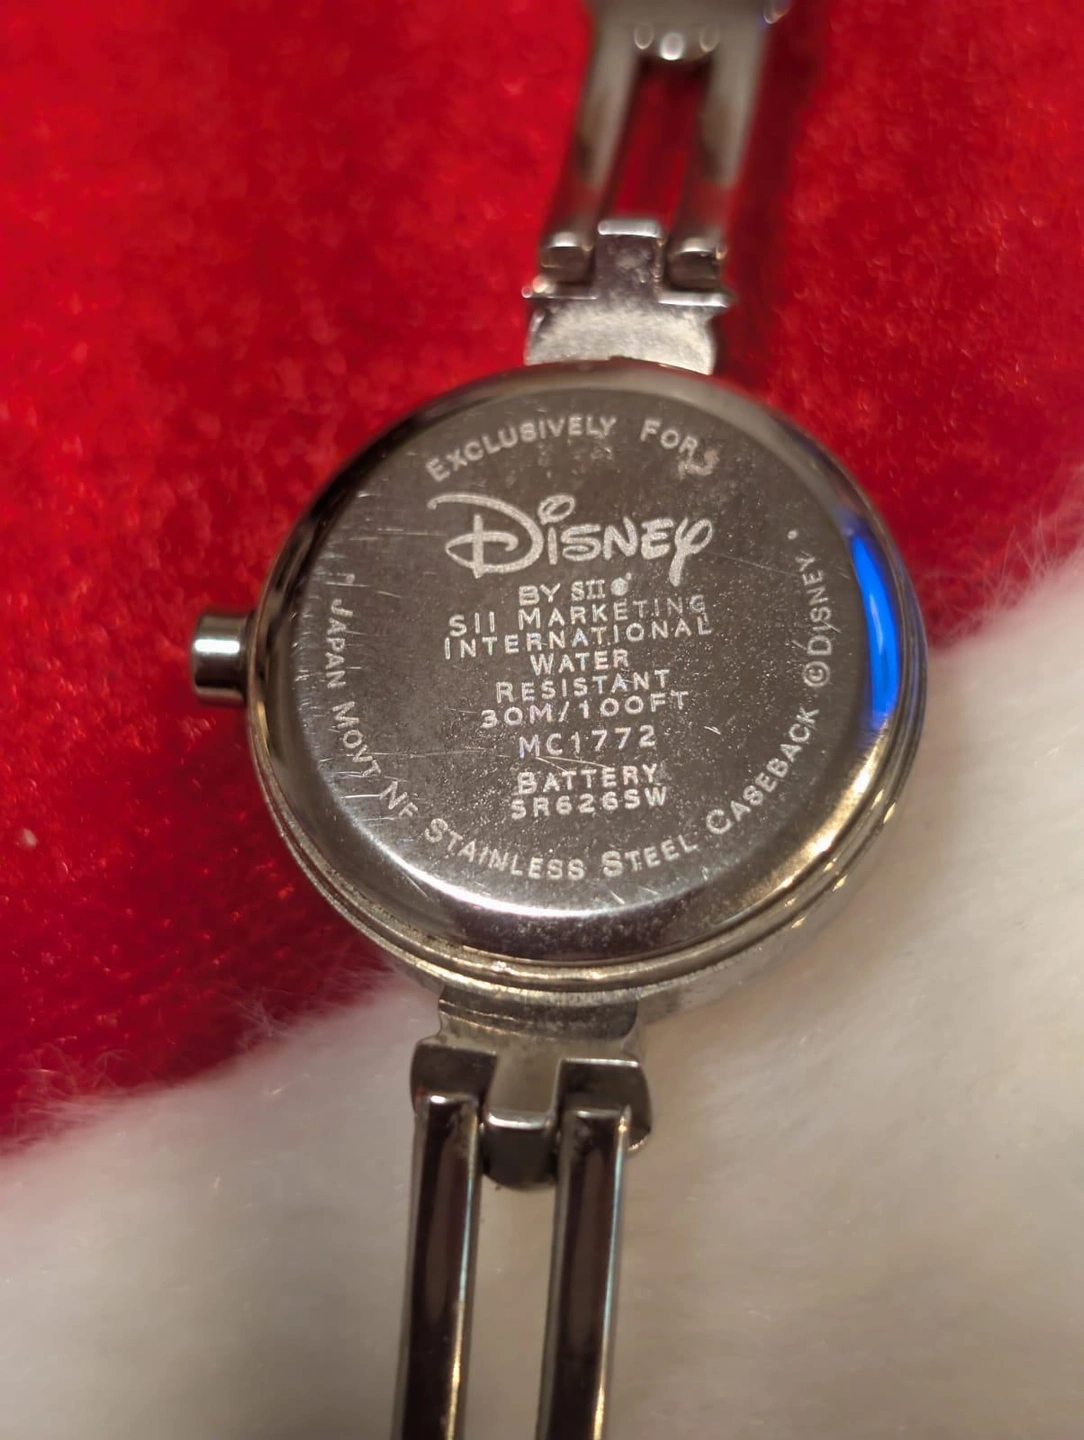 EXCLUSIVELY FOR
DISNEY
BY SII
SII MARKETING
INTERNATIONAL
WATER
RESISTANT
30M/100FT
MC1772
BATTERY
SR626SW
JAPAN MOVT NF STAINLESS STEEL CASEBACK ©DISNEY